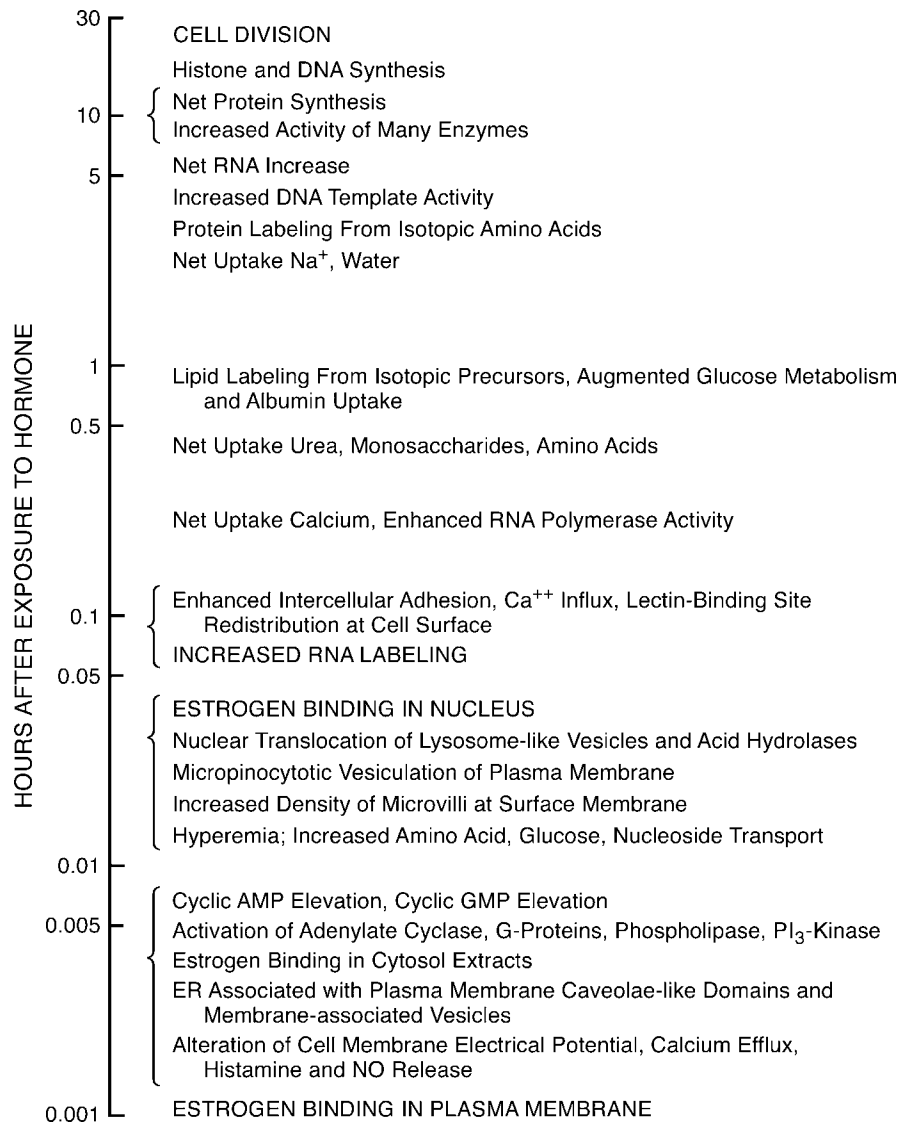 HOURS AFTER EXPOSURE TO HORMONE
30
CELL DIVISION
Histone and DNA Synthesis
Net Protein Synthesis
10
Increased Activity of Many Enzymes
Net RNA Increase
5
Increased DNA Template Activity
Protein Labeling From Isotopic Amino Acids
Net Uptake Na⁺, Water
1
Lipid Labeling From Isotopic Precursors, Augmented Glucose Metabolism
and Albumin Uptake
0.5
Net Uptake Urea, Monosaccharides, Amino Acids
Net Uptake Calcium, Enhanced RNA Polymerase Activity
Enhanced Intercellular Adhesion, Ca⁺⁺ Influx, Lectin-Binding Site
0.1
Redistribution at Cell Surface
INCREASED RNA LABELING
0.05
ESTROGEN BINDING IN NUCLEUS
Nuclear Translocation of Lysosome-like Vesicles and Acid Hydrolases
Micropinocytotic Vesiculation of Plasma Membrane
Increased Density of Microvilli at Surface Membrane
Hyperemia; Increased Amino Acid, Glucose, Nucleoside Transport
0.01
Cyclic AMP Elevation, Cyclic GMP Elevation
0.005
Activation of Adenylate Cyclase, G-Proteins, Phospholipase, PI₃-Kinase
Estrogen Binding in Cytosol Extracts
ER Associated with Plasma Membrane Caveolae-like Domains and
Membrane-associated Vesicles
Alteration of Cell Membrane Electrical Potential, Calcium Efflux,
Histamine and NO Release
0.001
ESTROGEN BINDING IN PLASMA MEMBRANE